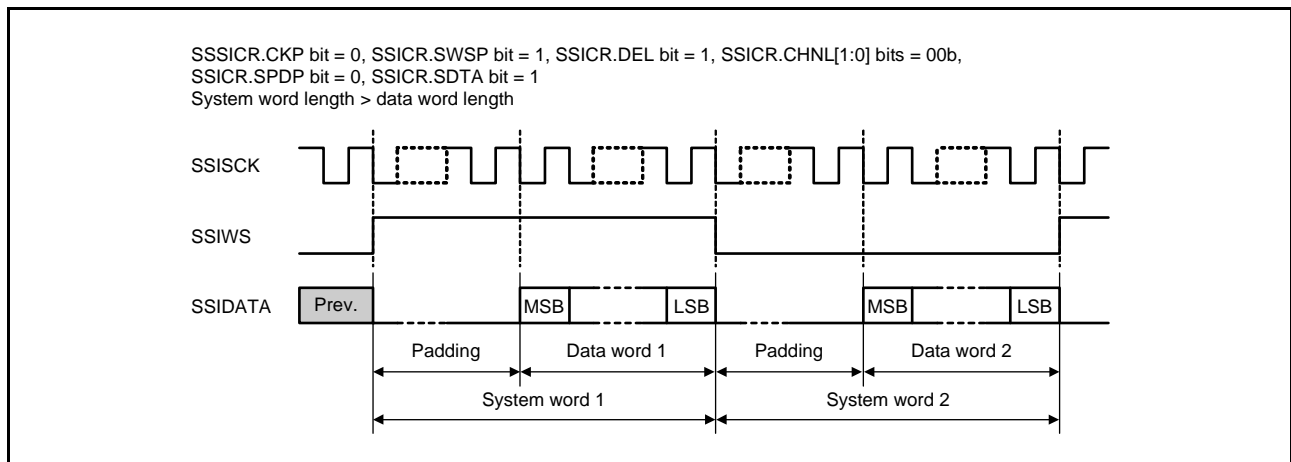 SSSICR.CKP bit = 0, SSICR.SWSP bit = 1, SSICR.DEL bit = 1, SSICR.CHNL[1:0] bits = 00b,
SSICR.SPDP bit = 0, SSICR.SDTA bit = 1
System word length > data word length
SSISCK
SSIWS
SSIDATA Prev. MSB LSB MSB LSB
Padding Data word 1 Padding Data word 2
System word 1 System word 2